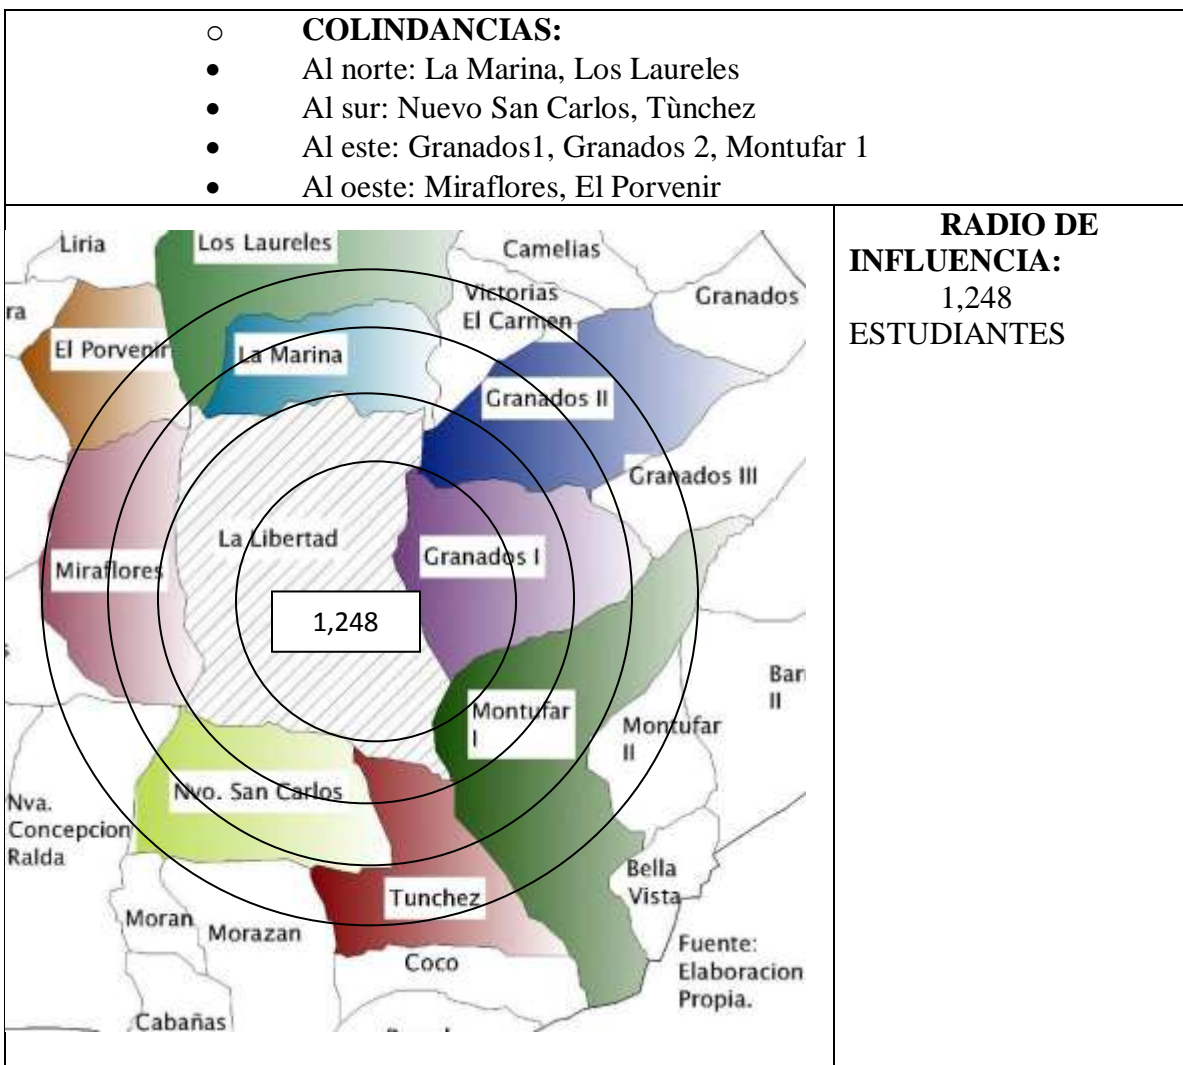 o COLINDANCIAS:
• Al norte: La Marina, Los Laureles
• Al sur: Nuevo San Carlos, Tùnchez
• Al este: Granados1, Granados 2, Montufar 1
• Al oeste: Miraflores, El Porvenir
RADIO DE
INFLUENCIA:
1,248
ESTUDIANTES
Liria
Los Laureles
Camelias
Victorias
El Carmen
Granados
ra
El Porvenir
La Marina
Granados II
Granados III
La Libertad
Granados I
Miraflores
1,248
Bar
II
Montufar
I
Montufar
II
Nvo. San Carlos
Nva.
Concepcion
Ralda
Bella
Vista
Tunchez
Moran
Morazan
Coco
Fuente:
Elaboracion
Propia.
Cabañas